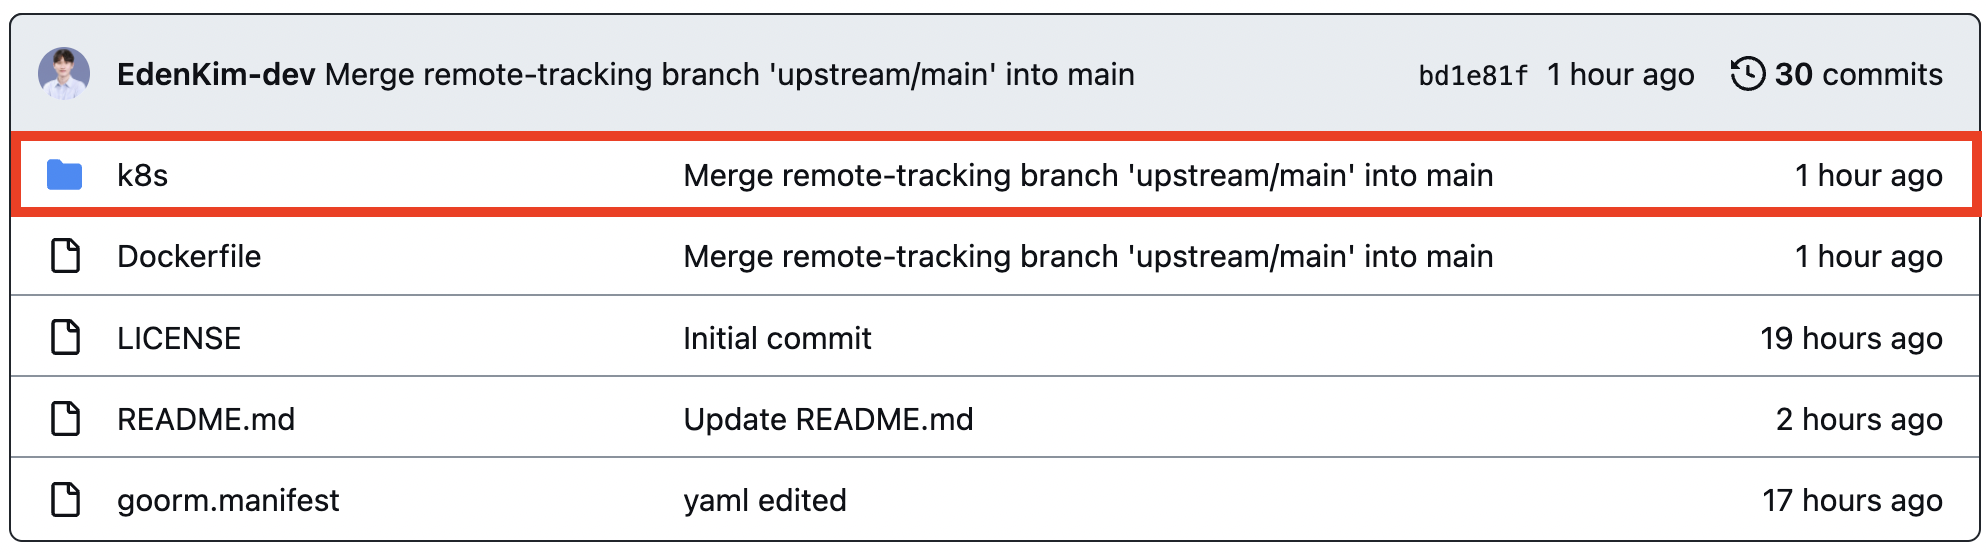 EdenKim-dev Merge remote-tracking branch 'upstream/main' into main bd1e81f 1 hour ago 30 commits
k8s Merge remote-tracking branch 'upstream/main' into main 1 hour ago
Dockerfile Merge remote-tracking branch 'upstream/main' into main 1 hour ago
LICENSE Initial commit 19 hours ago
README.md Update README.md 2 hours ago
goorm.manifest yaml edited 17 hours ago